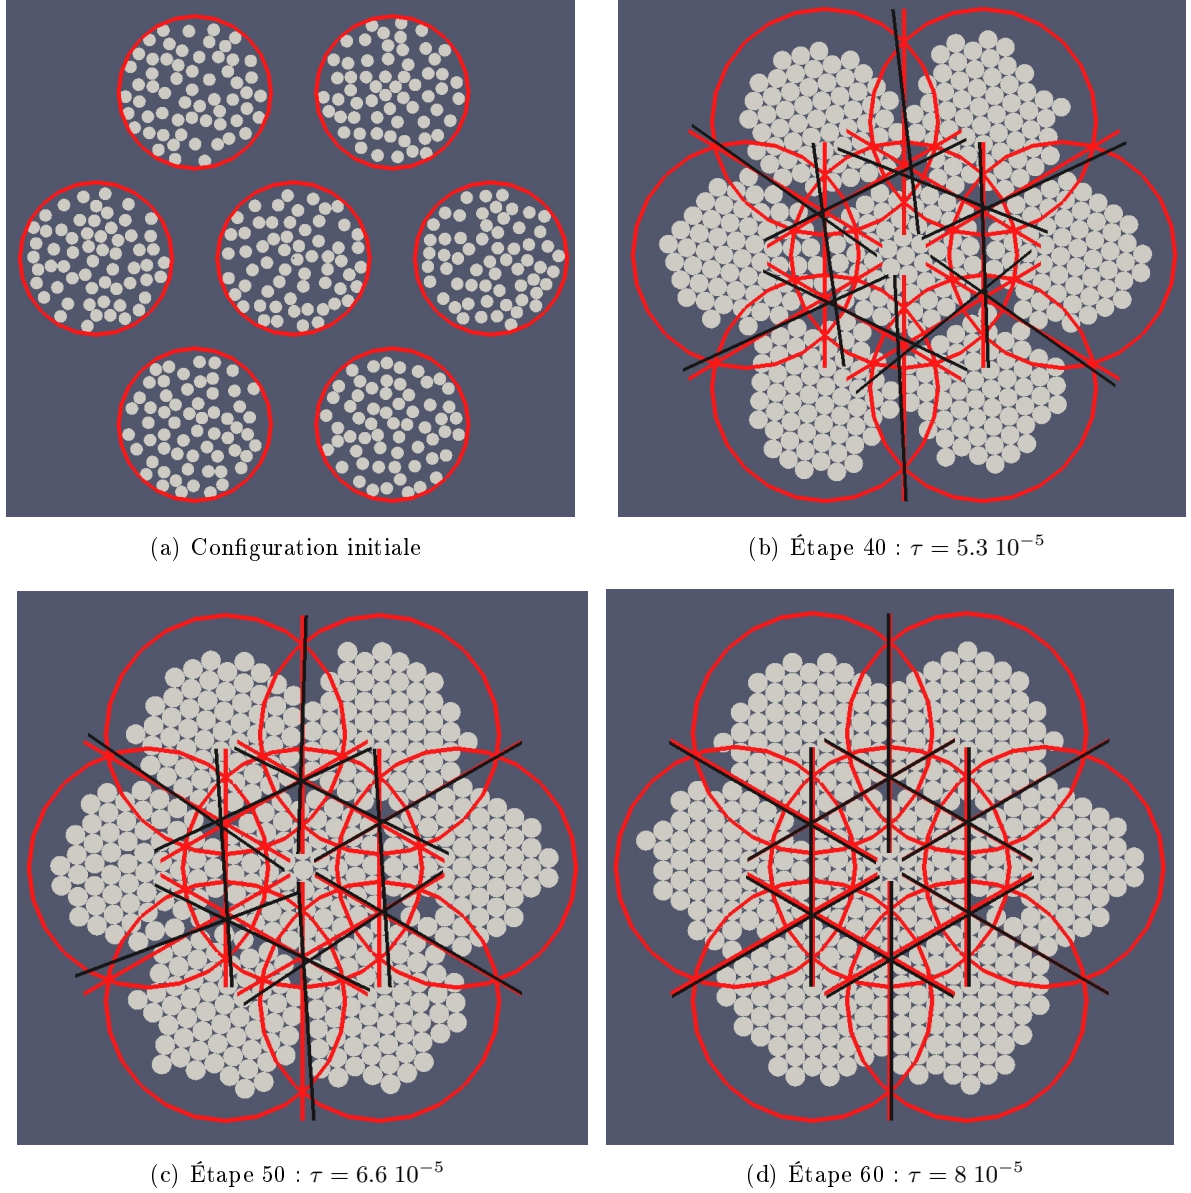 (a) Configuration initiale
(b) Étape 40 : τ = 5.3 10⁻⁵
(c) Étape 50 : τ = 6.6 10⁻⁵
(d) Étape 60 : τ = 8 10⁻⁵